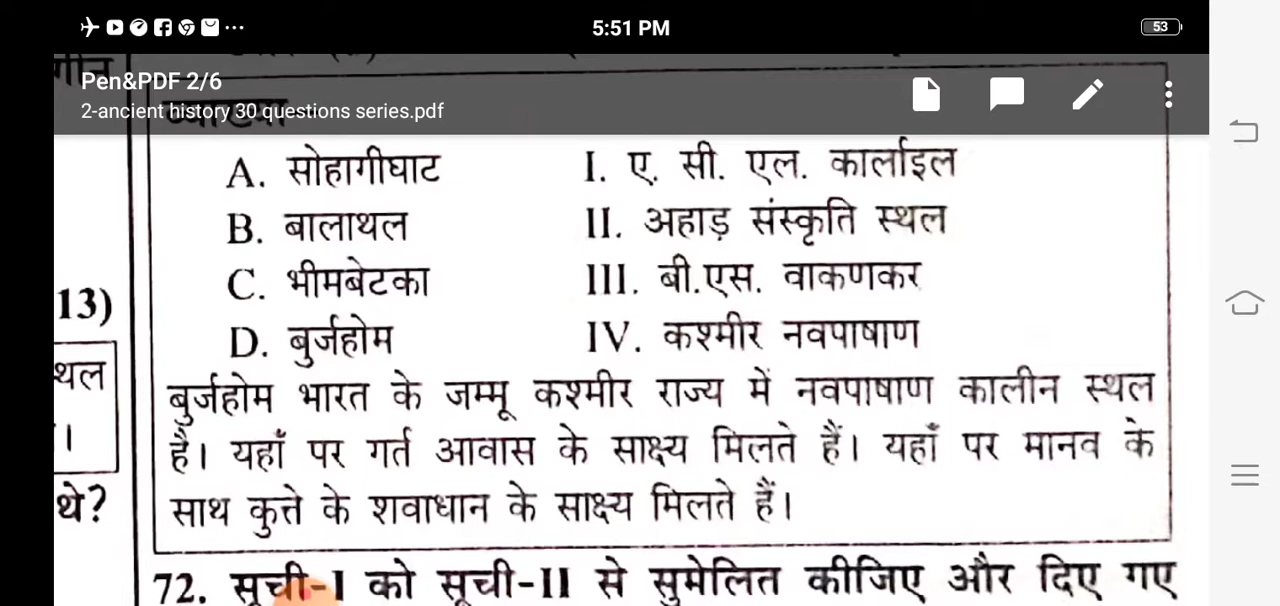 5:51 PM
53
Pen&PDF 2/6
2-ancient history 30 questions series.pdf
व्याख्या
A. सोहागीघाट I. ए. सी. एल. कार्लाइल
B. बालाथल II. अहाड़ संस्कृति स्थल
C. भीमबेटका III. बी.एस. वाकणकर
D. बुर्जहोम IV. कश्मीर नवपाषाण
बुर्जहोम भारत के जम्मू कश्मीर राज्य में नवपाषाण कालीन स्थल
है। यहाँ पर गर्त आवास के साक्ष्य मिलते हैं। यहाँ पर मानव के
साथ कुत्ते के शवाधान के साक्ष्य मिलते हैं।
72. सूची-I को सूची-II से सुमेलित कीजिए और दिए गए
13)
थल
।
थे?